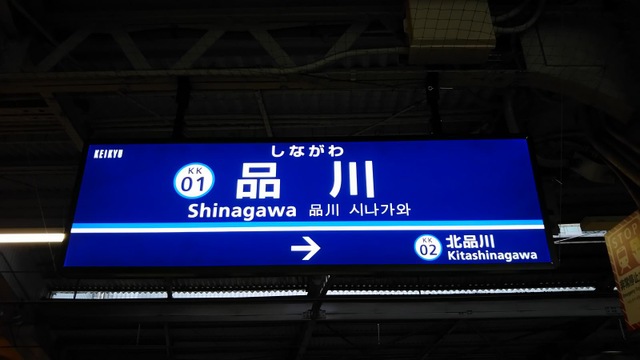 KEIKYU
しながわ
KK
01
品川
Shinagawa 品川 시나가와
→
KK
02
北品川
Kitashinagawa